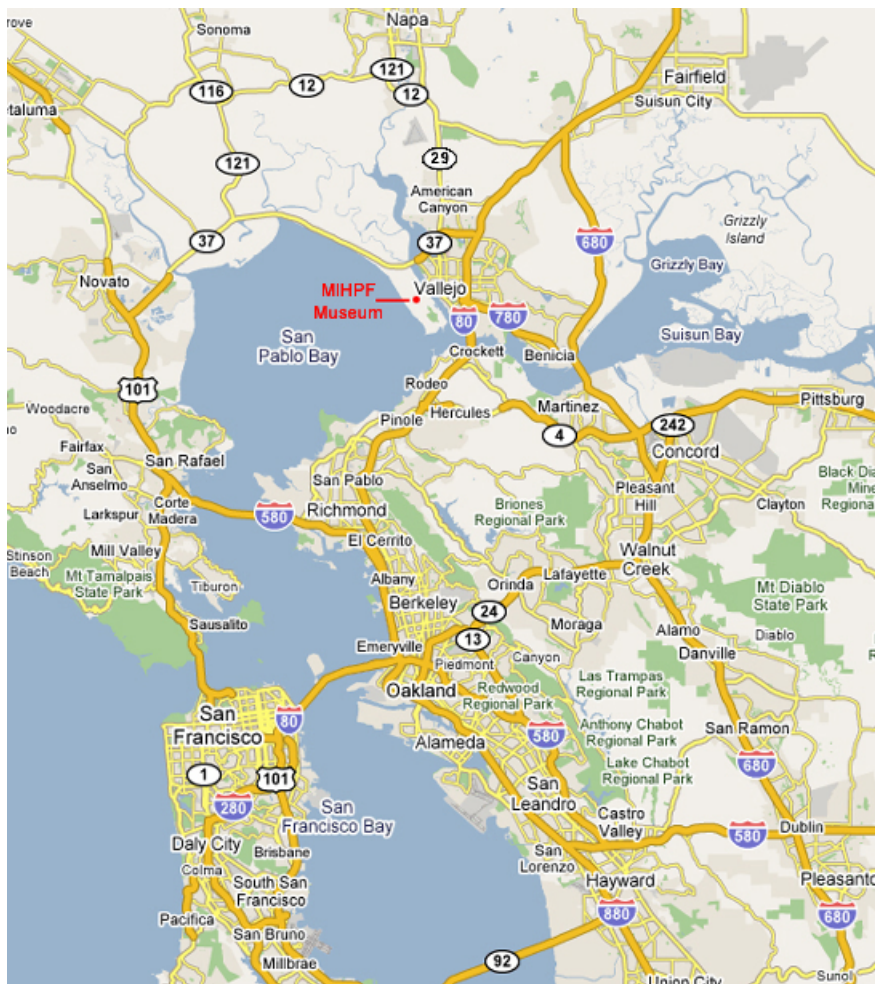 rove
Sonoma
Napa
121
12
12
116
Fairfield
Suisun City
etaluma
121
29
American
Canyon
Grizzly
Island
37
37
680
Grizzly Bay
Novato
MIHPF
Museum
Vallejo
80
780
San
Pablo Bay
Suisun Bay
Crockett
Benicia
101
Rodeo
Woodacre
Pinole
Hercules
Martinez
Pittsburg
4
242
Fairfax
San
Anselmo
San Rafael
Concord
San Pablo
Pleasant
Hill
Black Dia
Mine
Regional
Larkspur
Corte
Madera
580
Richmond
Briones
Regional Park
Clayton
El Cerrito
Mill Valley
Stinson
Beach
Mt Tamalpais
State Park
Tiburon
Albany
Orinda
Lafayette
Walnut
Creek
Mt Diablo
State Park
Berkeley
24
Sausalito
Moraga
Alamo
Diablo
Emeryville
13
Piedmont
Canyon
Danville
Oakland
Redwood
Regional Park
Las Trampas
Regional Park
San
Francisco
80
580
Anthony Chabot
Regional Park
San Ramon
Alameda
Lake Chabot
Regional Park
680
1
101
280
San
Leandro
San
Francisco Bay
Castro
Valley
580
Dublin
Daly City
Brisbane
Colma
San
Lorenzo
Hayward
Pleasanto
South San
Francisco
Pacifica
880
680
San Bruno
Millbrae
92
Union City
Sunol